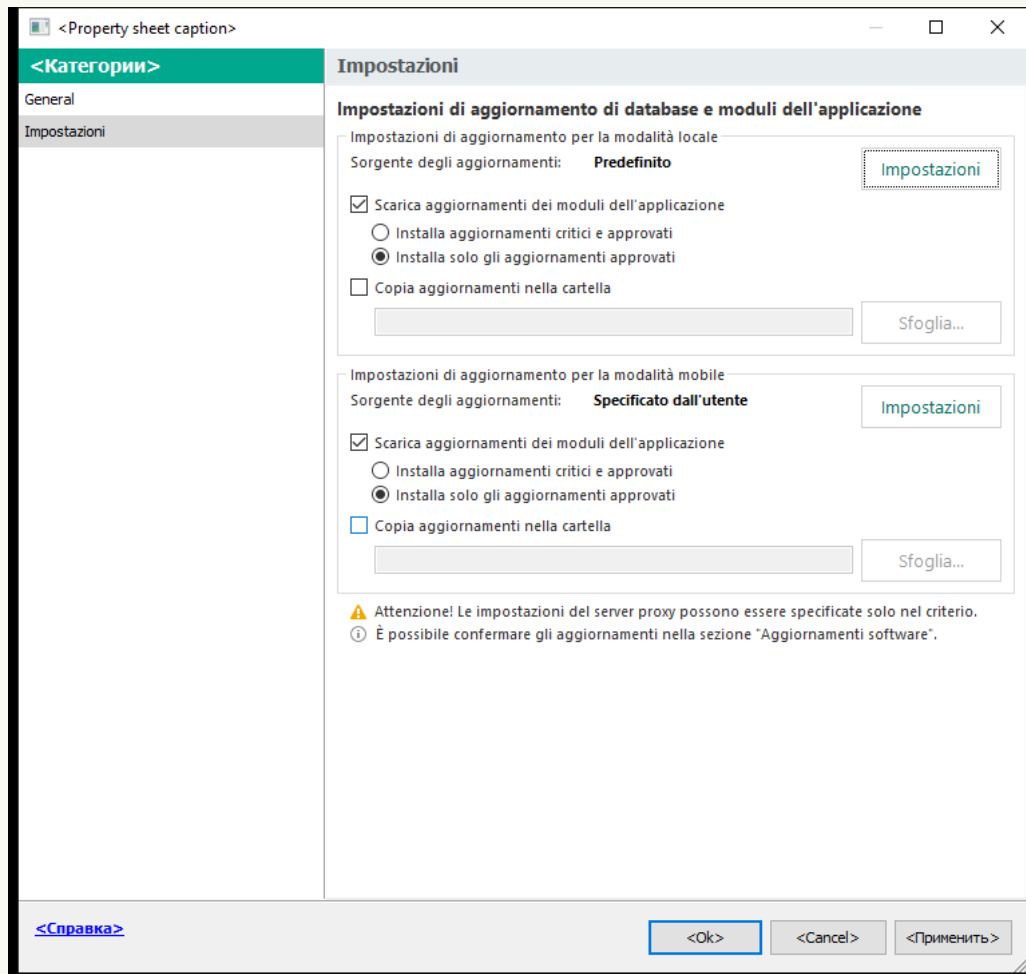 <Property sheet caption>
<Категории>
General
Impostazioni
Impostazioni
Impostazioni di aggiornamento di database e moduli dell'applicazione
Impostazioni di aggiornamento per la modalità locale
Sorgente degli aggiornamenti: Predefinito Impostazioni
Scarica aggiornamenti dei moduli dell'applicazione
Installa aggiornamenti critici e approvati
Installa solo gli aggiornamenti approvati
Copia aggiornamenti nella cartella
Sfoglia...
Impostazioni di aggiornamento per la modalità mobile
Sorgente degli aggiornamenti: Specificato dall'utente Impostazioni
Scarica aggiornamenti dei moduli dell'applicazione
Installa aggiornamenti critici e approvati
Installa solo gli aggiornamenti approvati
Copia aggiornamenti nella cartella
Sfoglia...
Attenzione! Le impostazioni del server proxy possono essere specificate solo nel criterio.
È possibile confermare gli aggiornamenti nella sezione "Aggiornamenti software".
<Справка> <Ok> <Cancel> <Применить>